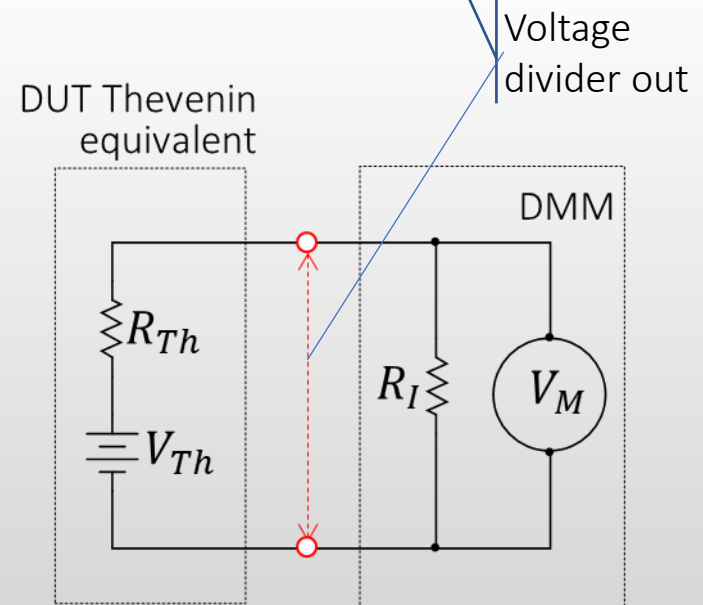 Voltage
divider out
DUT Thevenin
equivalent
DMM
R_Th
R_I
V_M
V_Th